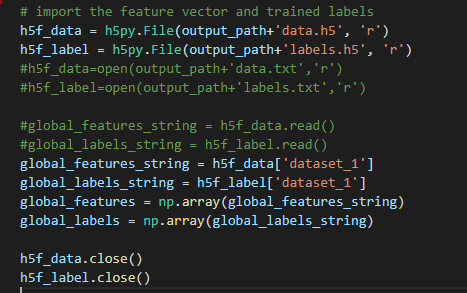 # import the feature vector and trained labels
h5f_data = h5py.File(output_path+'data.h5', 'r')
h5f_label = h5py.File(output_path+'labels.h5', 'r')
#h5f_data=open(output_path+'data.txt','r')
#h5f_label=open(output_path+'labels.txt','r')
#global_features_string = h5f_data.read()
#global_labels_string = h5f_label.read()
global_features_string = h5f_data['dataset_1']
global_labels_string = h5f_label['dataset_1']
global_features = np.array(global_features_string)
global_labels = np.array(global_labels_string)
h5f_data.close()
h5f_label.close()